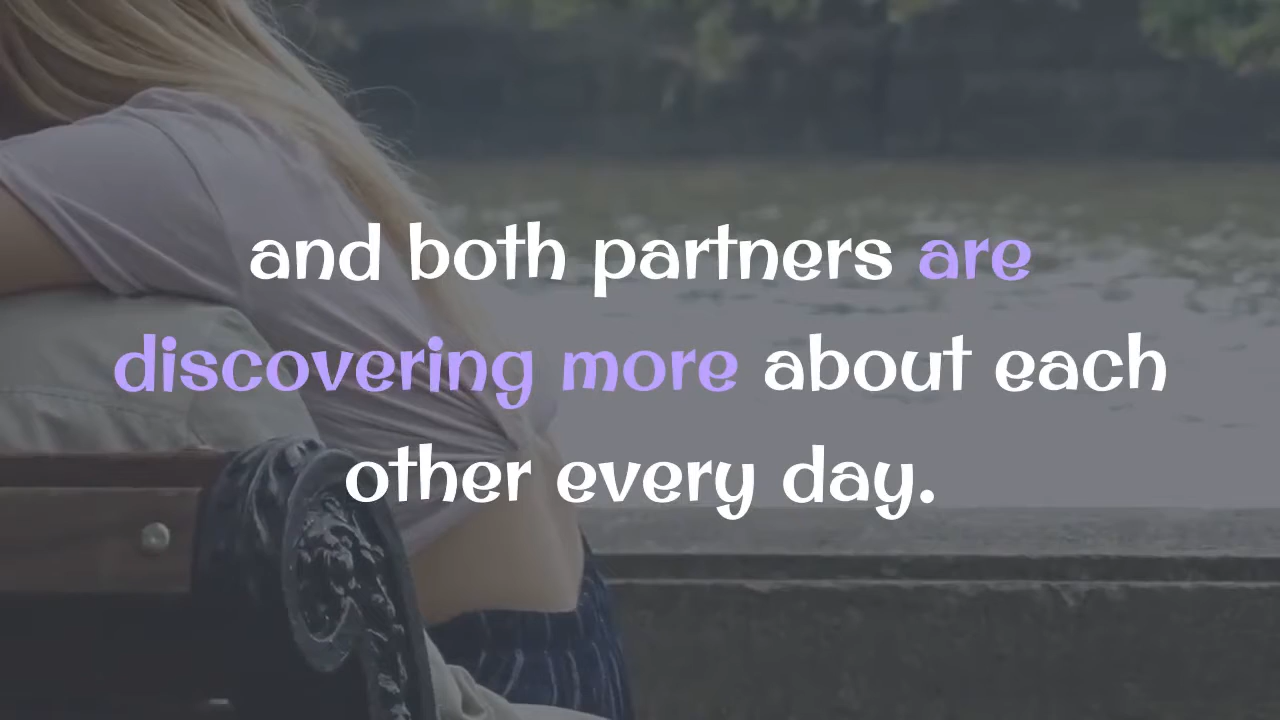 and both partners are
discovering more about each
other every day.